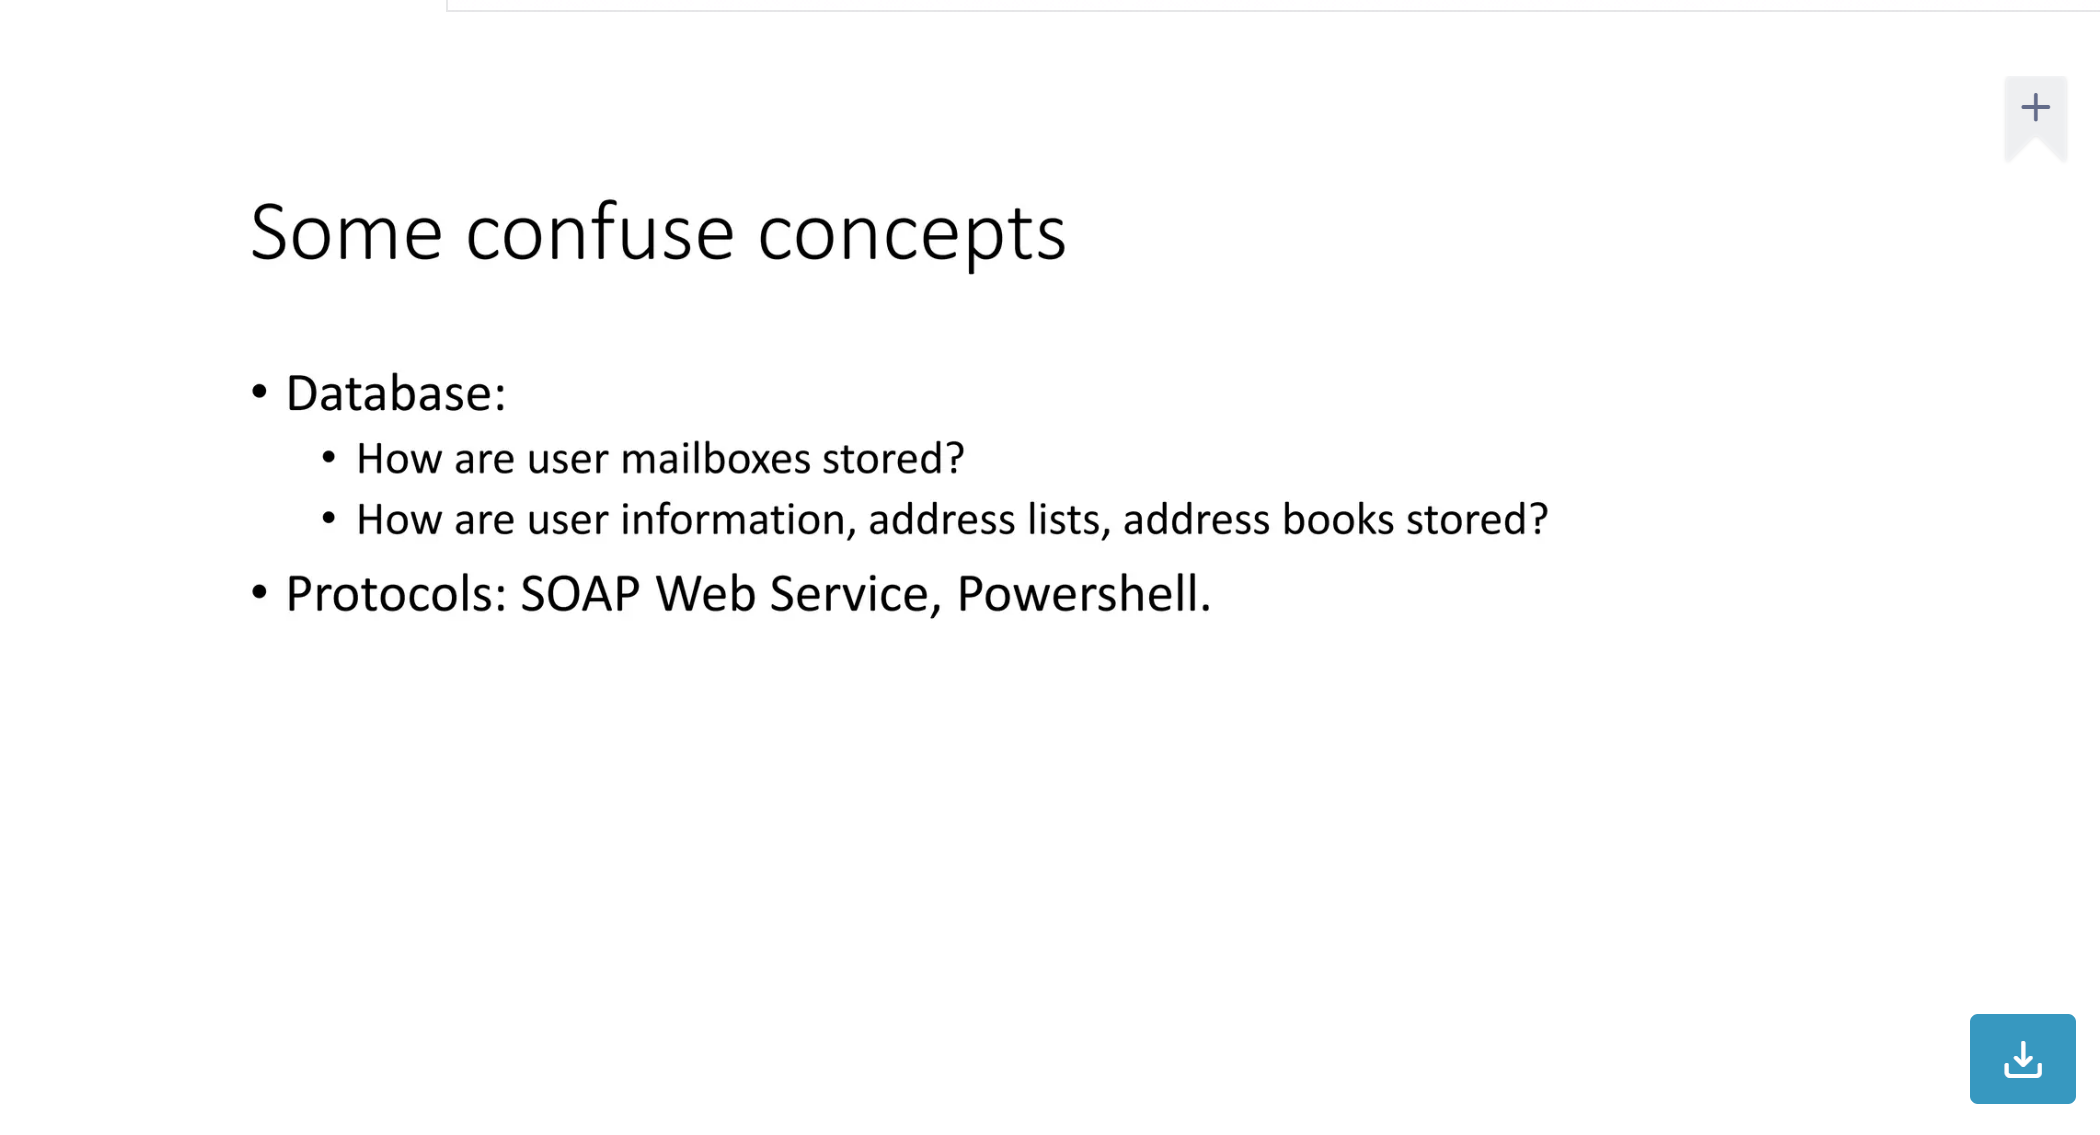 Some confuse concepts
• Database:
• How are user mailboxes stored?
• How are user information, address lists, address books stored?
• Protocols: SOAP Web Service, Powershell.